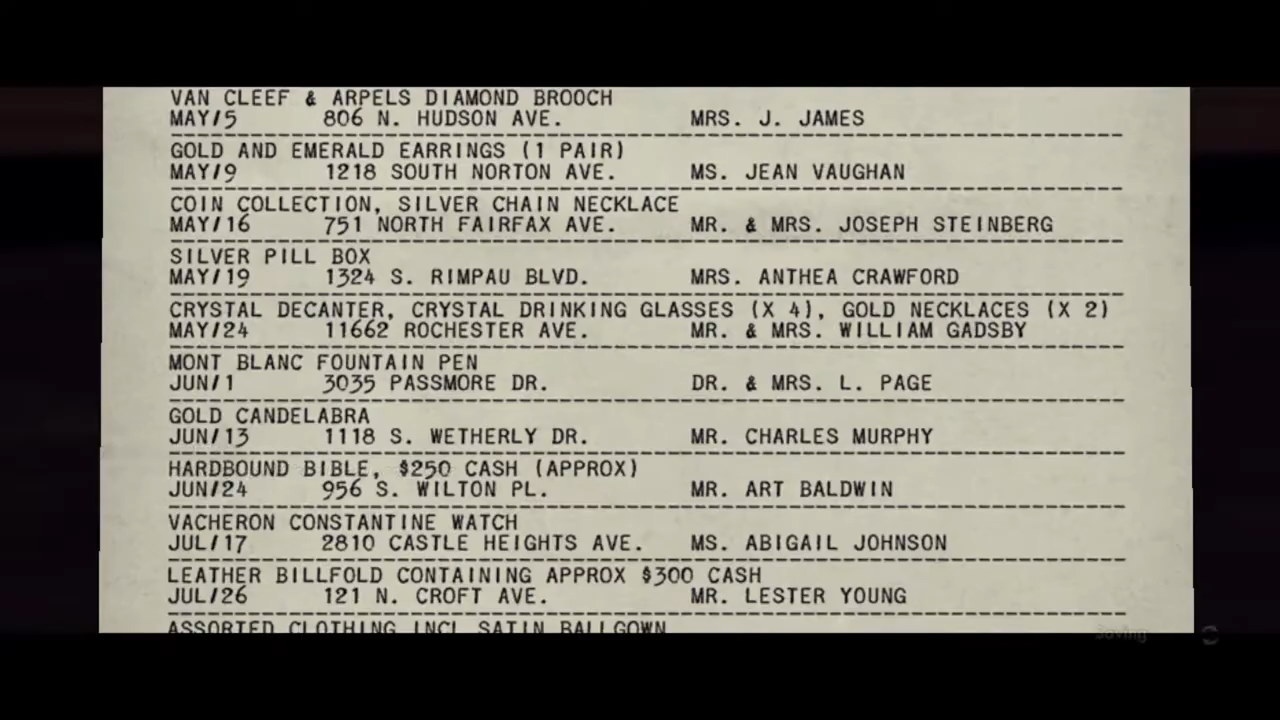 VAN CLEEF & ARPELS DIAMOND BROOCH
MAY/5 806 N. HUDSON AVE. MRS. J. JAMES
GOLD AND EMERALD EARRINGS (1 PAIR)
MAY/9 1218 SOUTH NORTON AVE. MS. JEAN VAUGHAN
COIN COLLECTION, SILVER CHAIN NECKLACE
MAY/16 751 NORTH FAIRFAX AVE. MR. & MRS. JOSEPH STEINBERG
SILVER PILL BOX
MAY/19 1324 S. RIMPAU BLVD. MRS. ANTHEA CRAWFORD
CRYSTAL DECANTER, CRYSTAL DRINKING GLASSES (X 4), GOLD NECKLACES (X 2)
MAY/24 11662 ROCHESTER AVE. MR. & MRS. WILLIAM GADSBY
MONT BLANC FOUNTAIN PEN
JUN/1 3035 PASSMORE DR. DR. & MRS. L. PAGE
GOLD CANDELABRA
JUN/13 1118 S. WETHERLY DR. MR. CHARLES MURPHY
HARDBOUND BIBLE, $250 CASH (APPROX)
JUN/24 956 S. WILTON PL. MR. ART BALDWIN
VACHERON CONSTANTINE WATCH
JUL/17 2810 CASTLE HEIGHTS AVE. MS. ABIGAIL JOHNSON
LEATHER BILLFOLD CONTAINING APPROX $300 CASH
JUL/26 121 N. CROFT AVE. MR. LESTER YOUNG
ASSORTED CLOTHING INCL SATIN BALLGOWN
Saving